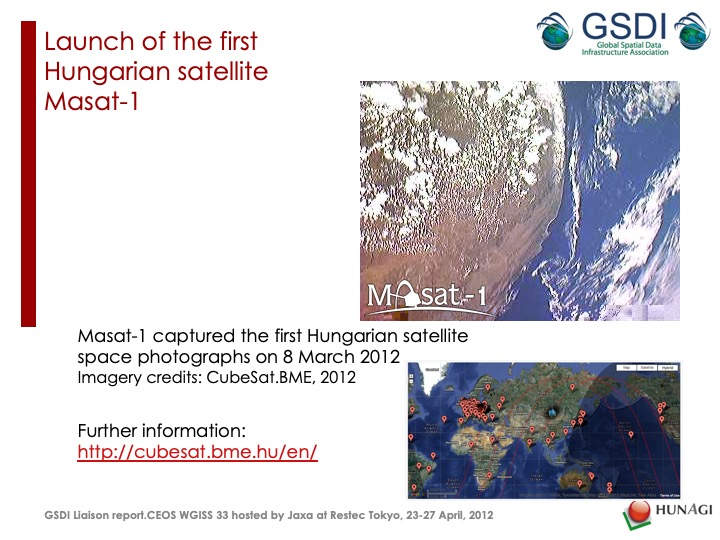 Launch of the first
Hungarian satellite
Masat-1
GSDI
Global Spatial Data
Infrastructure Association
Masat-1
Masat-1 captured the first Hungarian satellite
space photographs on 8 March 2012
Imagery credits: CubeSat.BME, 2012
Further information:
http://cubesat.bme.hu/en/
Map Satellite Hybrid
GSDI Liaison report.CEOS WGISS 33 hosted by Jaxa at Restec Tokyo, 23-27 April, 2012
HUNAGI